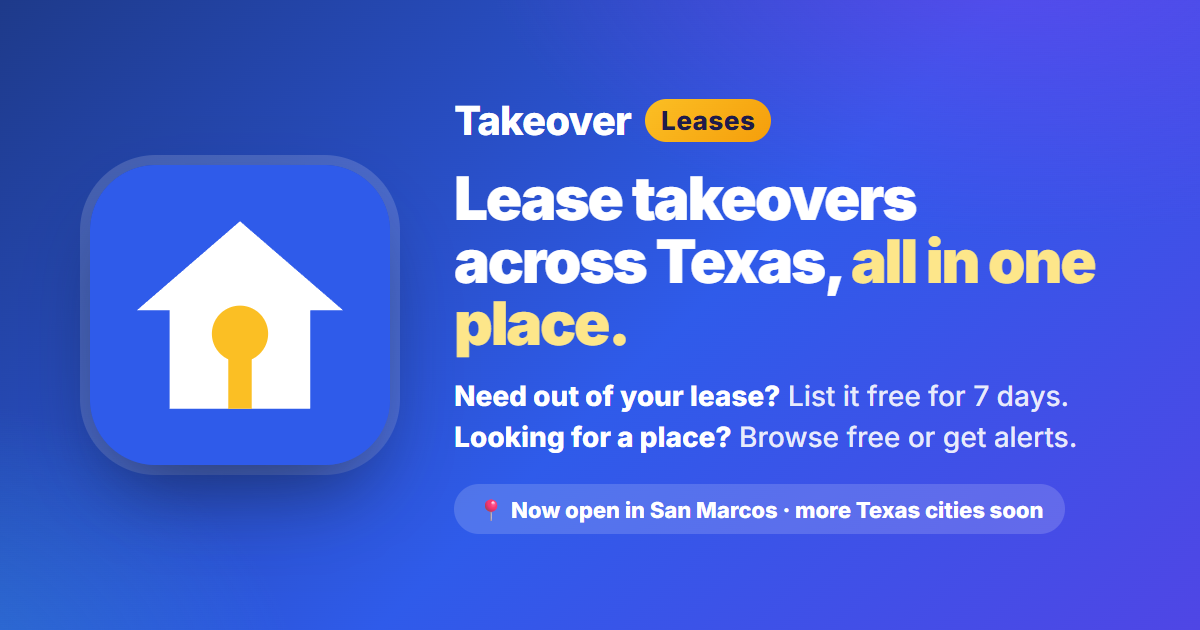 Takeover Leases
Lease takeovers
across Texas, all in one
place.
Need out of your lease? List it free for 7 days.
Looking for a place? Browse free or get alerts.
Now open in San Marcos · more Texas cities soon